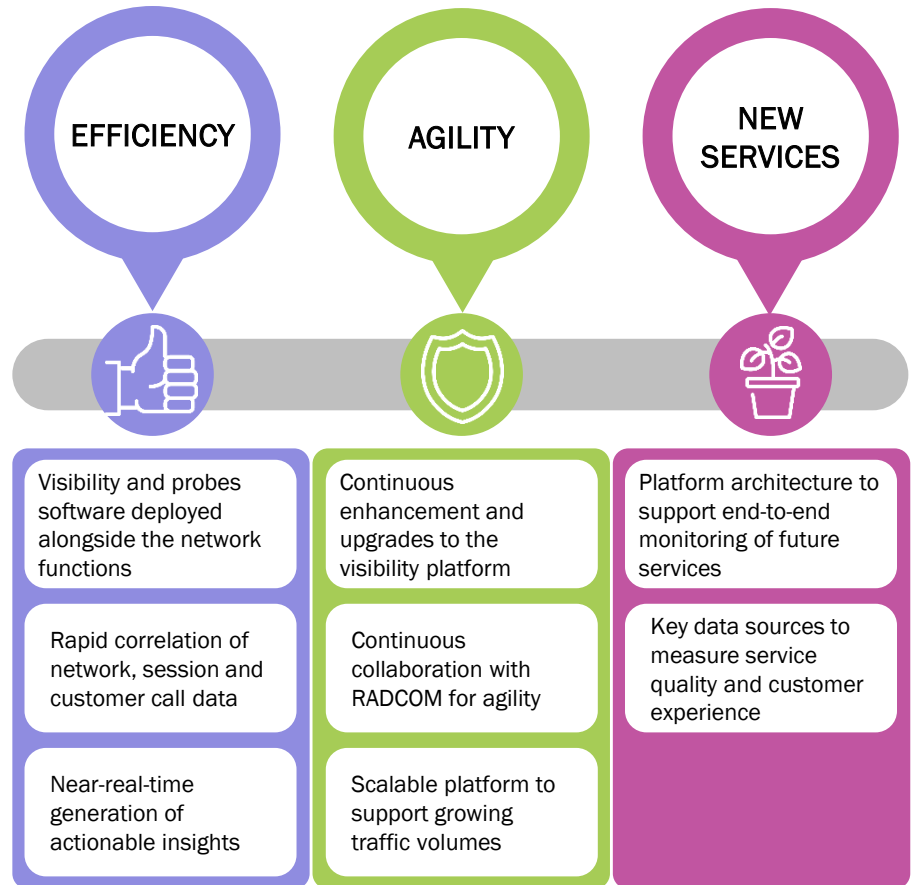 EFFICIENCY
AGILITY
NEW
SERVICES
Visibility and probes
software deployed
alongside the network
functions
Rapid correlation of
network, session and
customer call data
Near-real-time
generation of
actionable insights
Continuous
enhancement and
upgrades to the
visibility platform
Continuous
collaboration with
RADCOM for agility
Scalable platform to
support growing
traffic volumes
Platform architecture to
support end-to-end
monitoring of future
services
Key data sources to
measure service
quality and customer
experience